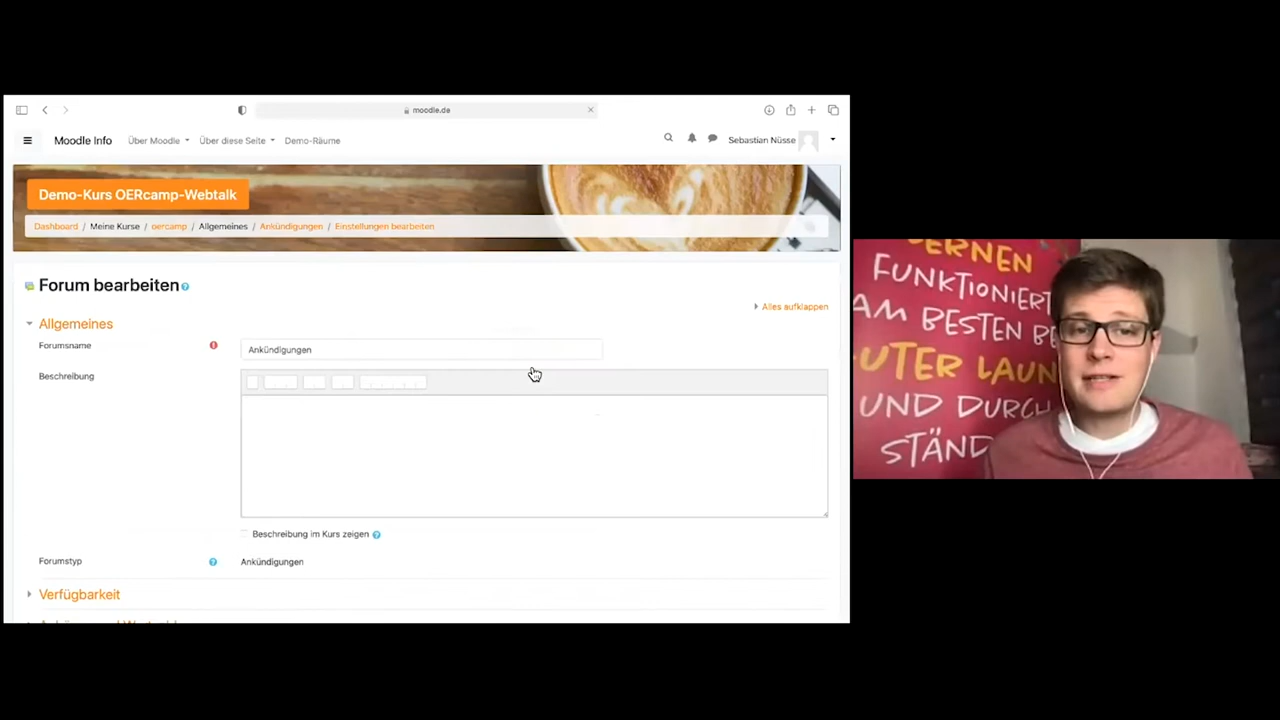 moodle.de
Moodle Info Über Moodle Über diese Seite Demo-Räume Sebastian Nüsse
Demo-Kurs OERcamp-Webtalk
Dashboard / Meine Kurse / oercamp / Allgemeines / Ankündigungen / Einstellungen bearbeiten
Forum bearbeiten
Alles aufklappen
Allgemeines
Forumsname
Ankündigungen
Beschreibung
Beschreibung im Kurs zeigen
Forumstyp
Ankündigungen
Verfügbarkeit
ERNEN
FUNKTIONIERT
AM BESTEN BE
UTER LAUN
UND DURCH
STÄND